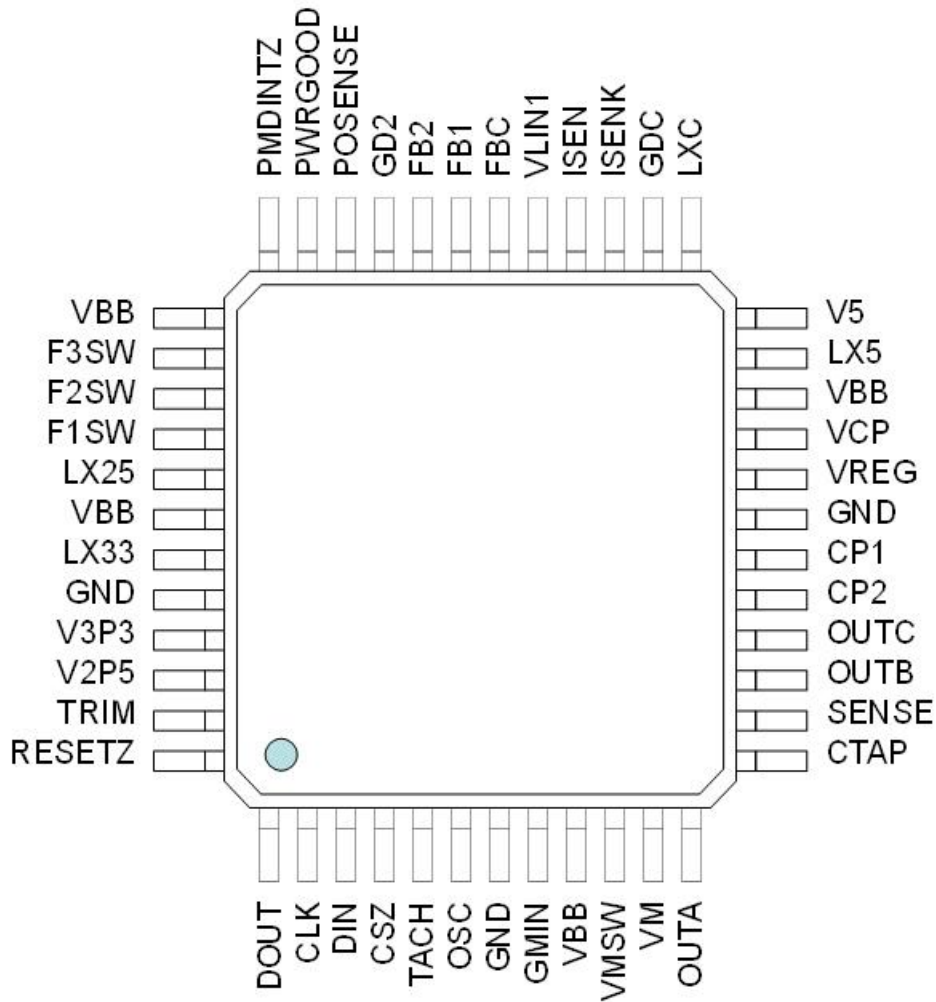 PMDINTZ
PWRGOOD
POSENSE
GD2
FB2
FB1
FBC
VLIN1
ISEN
ISENK
GDC
LXC
VBB
F3SW
F2SW
F1SW
LX25
VBB
LX33
GND
V3P3
V2P5
TRIM
RESETZ
V5
LX5
VBB
VCP
VREG
GND
CP1
CP2
OUTC
OUTB
SENSE
CTAP
DOUT
CLK
DIN
CSZ
TACH
OSC
GND
GMIN
VBB
VMSW
VM
OUTA